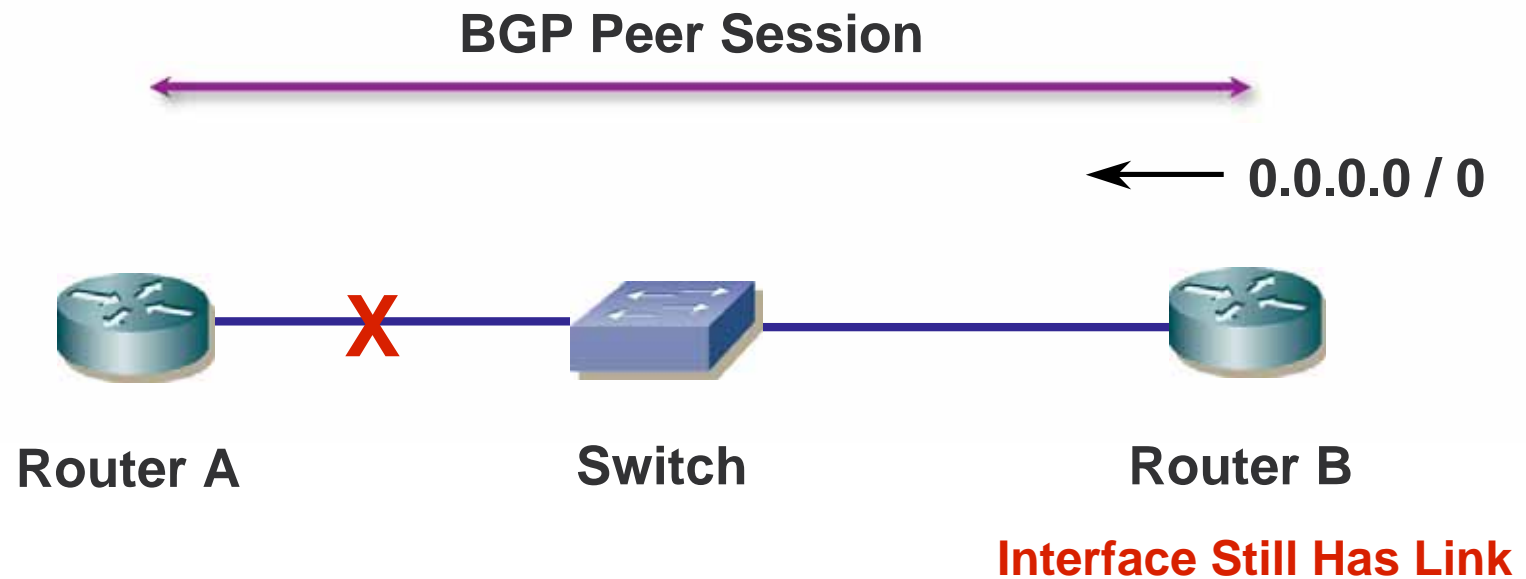 BGP Peer Session
0.0.0.0 / 0
X
Router A
Switch
Router B
Interface Still Has Link